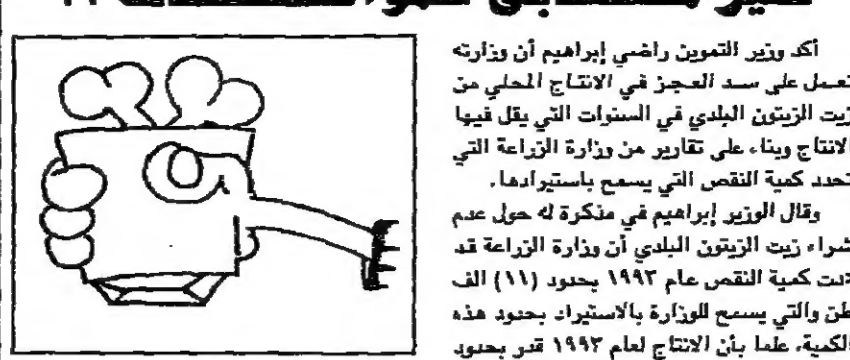 أكد وزير التموين راضي إبراهيم أن وزارته
تعمل على سد العجز في الانتاج المحلي من
زيت الزيتون البلدي في السنوات التي يقل فيها
الانتاج وبناء على تقارير من وزارة الزراعة التي
تحدد كمية النقص التي يسمح باستيرادها.
وقال الوزير إبراهيم في مذكرة له حول عدم
شراء زيت الزيتون البلدي أن وزارة الزراعة قد
كمية النقص عام ١٩٩٣ بحدود (١١) الف
طن والتي يسمح للوزارة بالاستيراد بحدود هذه
الكمية، علما بأن الانتاج لعام ١٩٩٣ قدر بحدود